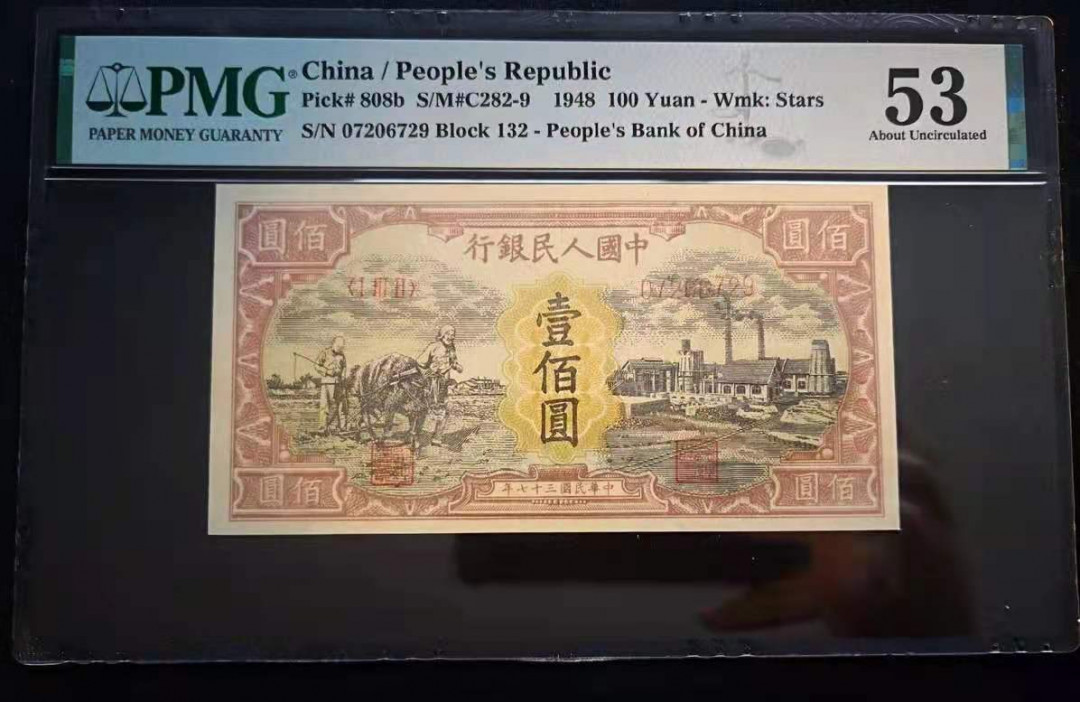 PMG® China / People's Republic
Pick# 808b S/M#C282-9 1948 100 Yuan - Wmk: Stars
PAPER MONEY GUARANTY S/N 07206729 Block 132 - People's Bank of China
53
About Uncirculated
圓佰
行銀民人國中
圓佰
07206729
壹
佰
圓
圓佰
年七十三國民華中
圓佰